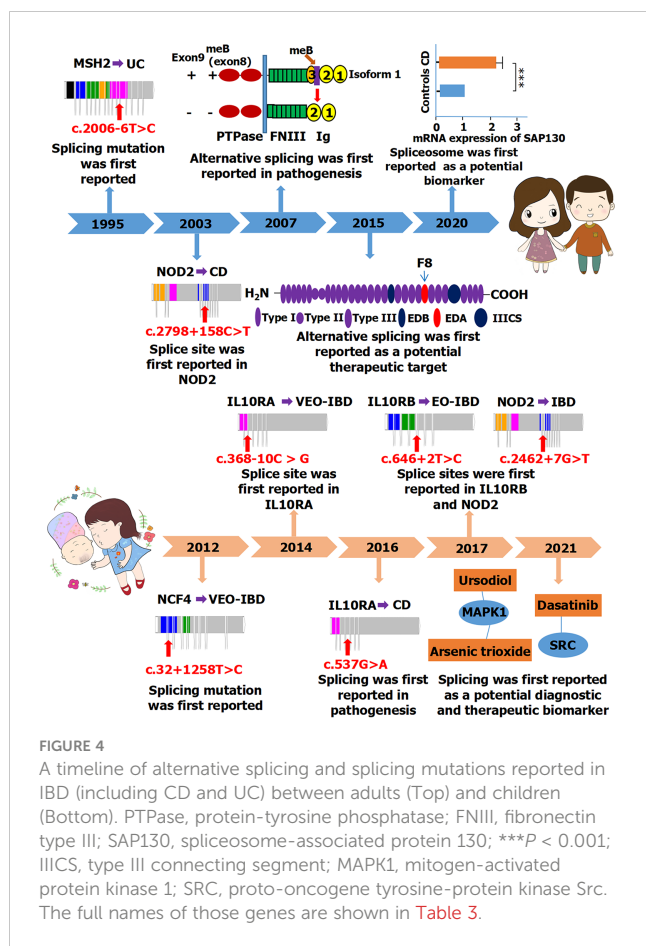 MSH2 ➡ UC
c.2006-6T>C
Splicing mutation
was first
reported
Exon9
meB
(exon8)
+ +
- -
meB
3 2 1
Isoform 1
2 1
PTPase FNIII Ig
Alternative splicing was first
reported in pathogenesis
Controls CD
***
0 1 2 3
mRNA expression of SAP130
Spliceosome was first
reported as a potential
biomarker
1995 2003 2007 2015 2020
NOD2 ➡ CD
c.2798+158C>T
Splice site was
first reported in
NOD2
F8
H2N
COOH
Type I Type II Type III EDB EDA IIICS
Alternative splicing was first
reported as a potential
therapeutic target
IL10RA ➡ VEO-IBD
c.368-10C > G
Splice site was
first reported in
IL10RA
IL10RB ➡ EO-IBD
c.646+2T>C
NOD2 ➡ IBD
c.2462+7G>T
Splice sites were first
reported in IL10RB
and NOD2
2012 2014 2016 2017 2021
NCF4 ➡ VEO-IBD
c.32+1258T>C
Splicing mutation
was first reported
IL10RA ➡ CD
c.537G>A
Splicing was first
reported in
pathogenesis
Ursodiol
MAPK1
Arsenic trioxide
Dasatinib
SRC
Splicing was first reported
as a potential diagnostic
and therapeutic biomarker
FIGURE 4
A timeline of alternative splicing and splicing mutations reported in
IBD (including CD and UC) between adults (Top) and children
(Bottom). PTPase, protein-tyrosine phosphatase; FNIII, fibronectin
type III; SAP130, spliceosome-associated protein 130; ***P < 0.001;
IIICS, type III connecting segment; MAPK1, mitogen-activated
protein kinase 1; SRC, proto-oncogene tyrosine-protein kinase Src.
The full names of those genes are shown in Table 3.